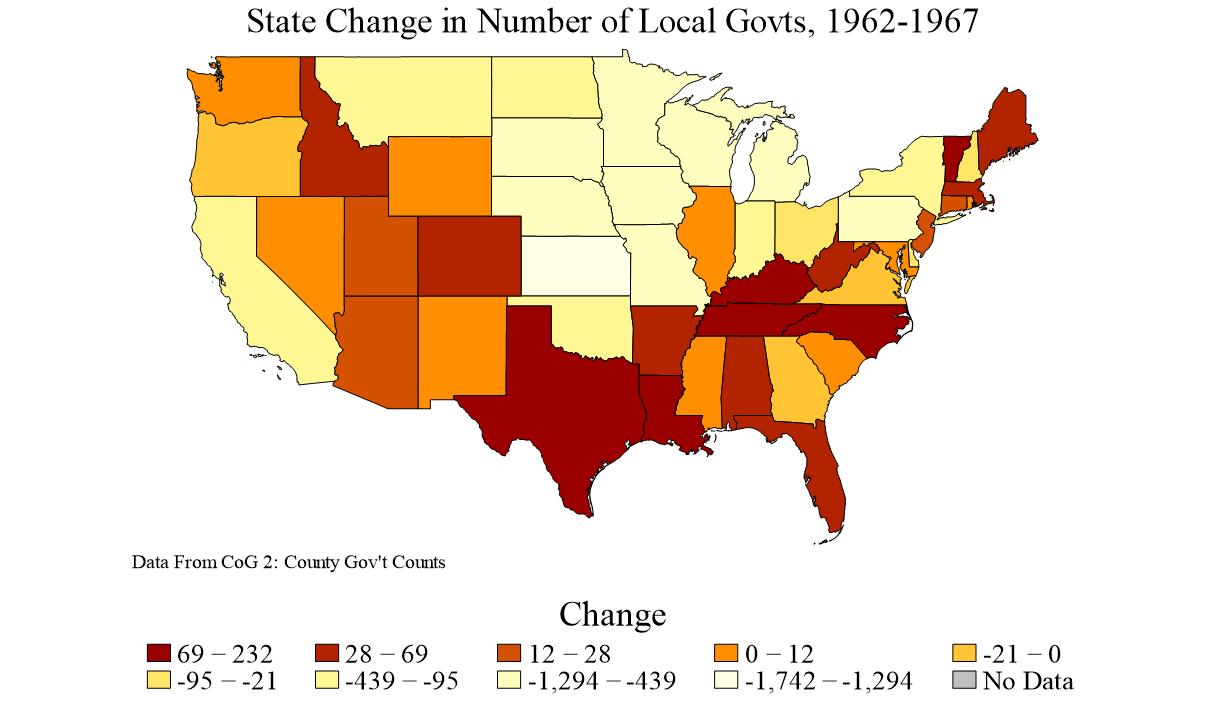 State Change in Number of Local Govts, 1962-1967
Data From CoG 2: County Gov't Counts
Change
69 – 232 28 – 69 12 – 28 0 – 12 -21 – 0
-95 – -21 -439 – -95 -1,294 – -439 -1,742 – -1,294 No Data